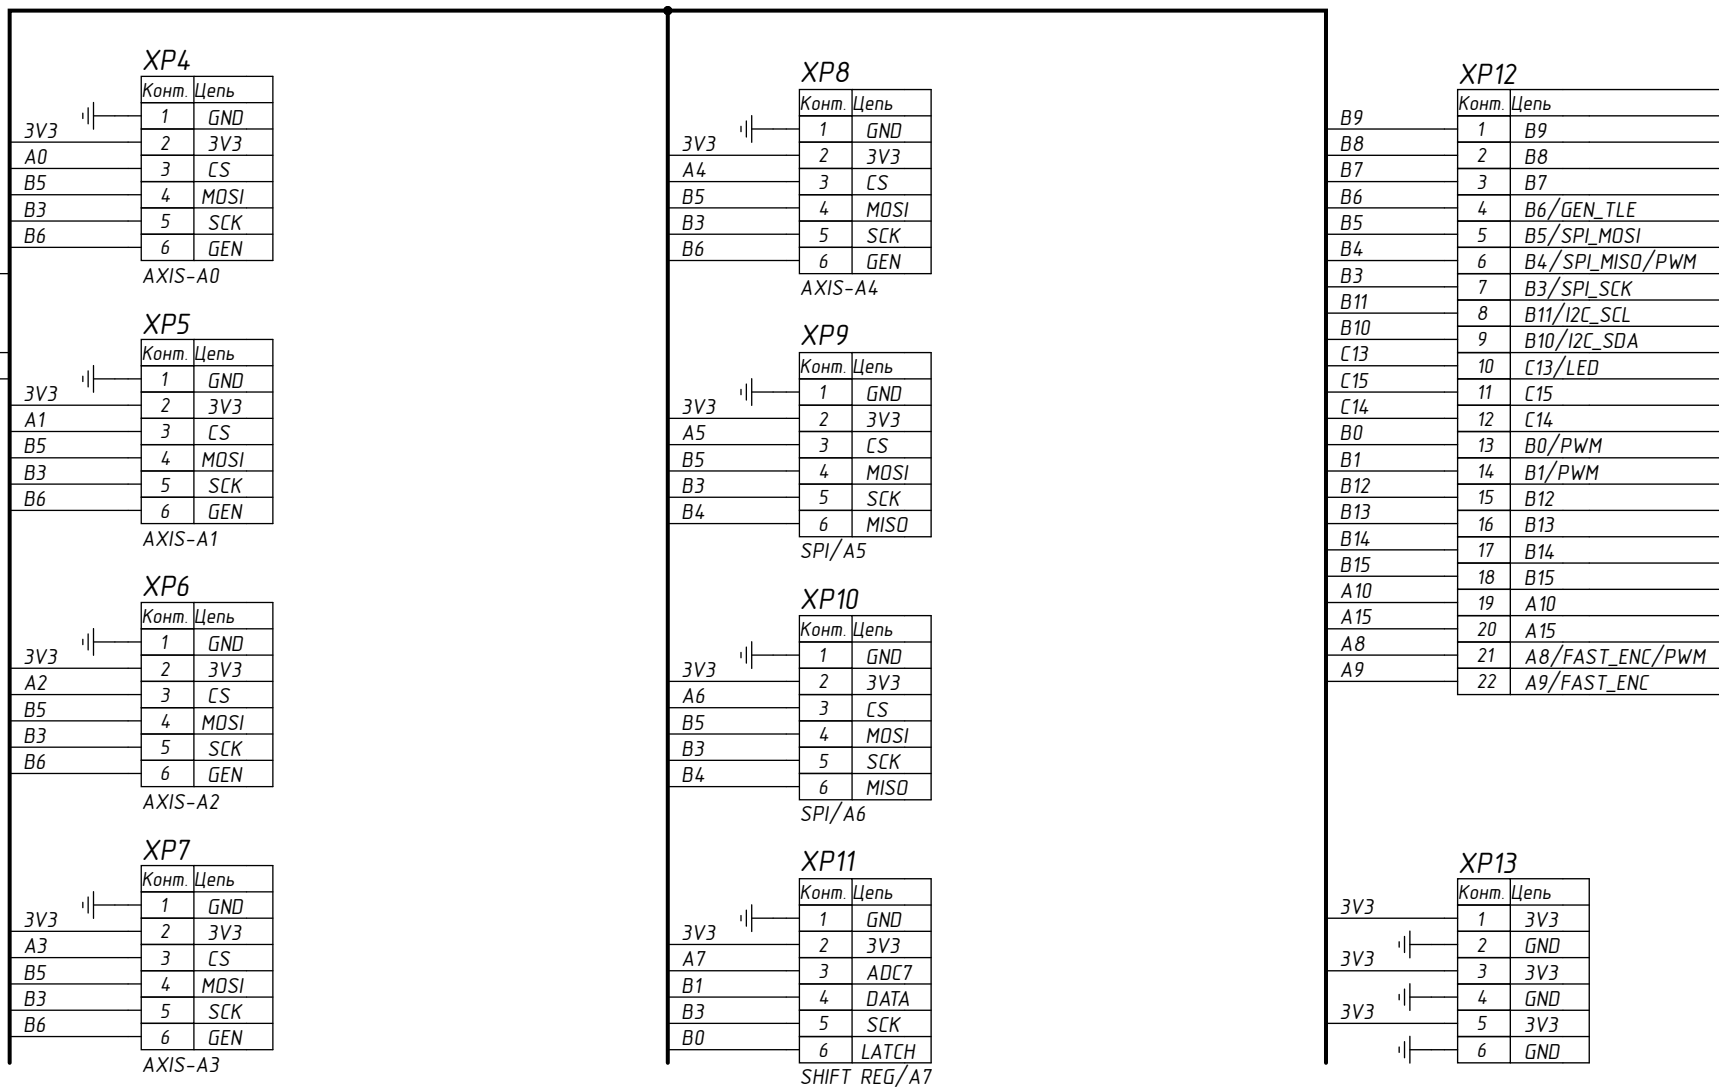 XP4
Конт. Цепь
1 GND
3V3 2 3V3
A0 3 CS
B5 4 MOSI
B3 5 SCK
B6 6 GEN
AXIS-A0
XP5
Конт. Цепь
1 GND
3V3 2 3V3
A1 3 CS
B5 4 MOSI
B3 5 SCK
B6 6 GEN
AXIS-A1
XP6
Конт. Цепь
1 GND
3V3 2 3V3
A2 3 CS
B5 4 MOSI
B3 5 SCK
B6 6 GEN
AXIS-A2
XP7
Конт. Цепь
1 GND
3V3 2 3V3
A3 3 CS
B5 4 MOSI
B3 5 SCK
B6 6 GEN
AXIS-A3
XP8
Конт. Цепь
1 GND
3V3 2 3V3
A4 3 CS
B5 4 MOSI
B3 5 SCK
B6 6 GEN
AXIS-A4
XP9
Конт. Цепь
1 GND
3V3 2 3V3
A5 3 CS
B5 4 MOSI
B3 5 SCK
B4 6 MISO
SPI/A5
XP10
Конт. Цепь
1 GND
3V3 2 3V3
A6 3 CS
B5 4 MOSI
B3 5 SCK
B4 6 MISO
SPI/A6
XP11
Конт. Цепь
1 GND
3V3 2 3V3
A7 3 ADC7
B1 4 DATA
B3 5 SCK
B0 6 LATCH
SHIFT REG/A7
XP12
Конт. Цепь
B9 1 B9
B8 2 B8
B7 3 B7
B6 4 B6/GEN_TLE
B5 5 B5/SPI_MOSI
B4 6 B4/SPI_MISO/PWM
B3 7 B3/SPI_SCK
B11 8 B11/I2C_SCL
B10 9 B10/I2C_SDA
C13 10 C13/LED
C15 11 C15
C14 12 C14
B0 13 B0/PWM
B1 14 B1/PWM
B12 15 B12
B13 16 B13
B14 17 B14
B15 18 B15
A10 19 A10
A15 20 A15
A8 21 A8/FAST_ENC/PWM
A9 22 A9/FAST_ENC
XP13
Конт. Цепь
3V3 1 3V3
2 GND
3V3 3 3V3
4 GND
3V3 5 3V3
6 GND